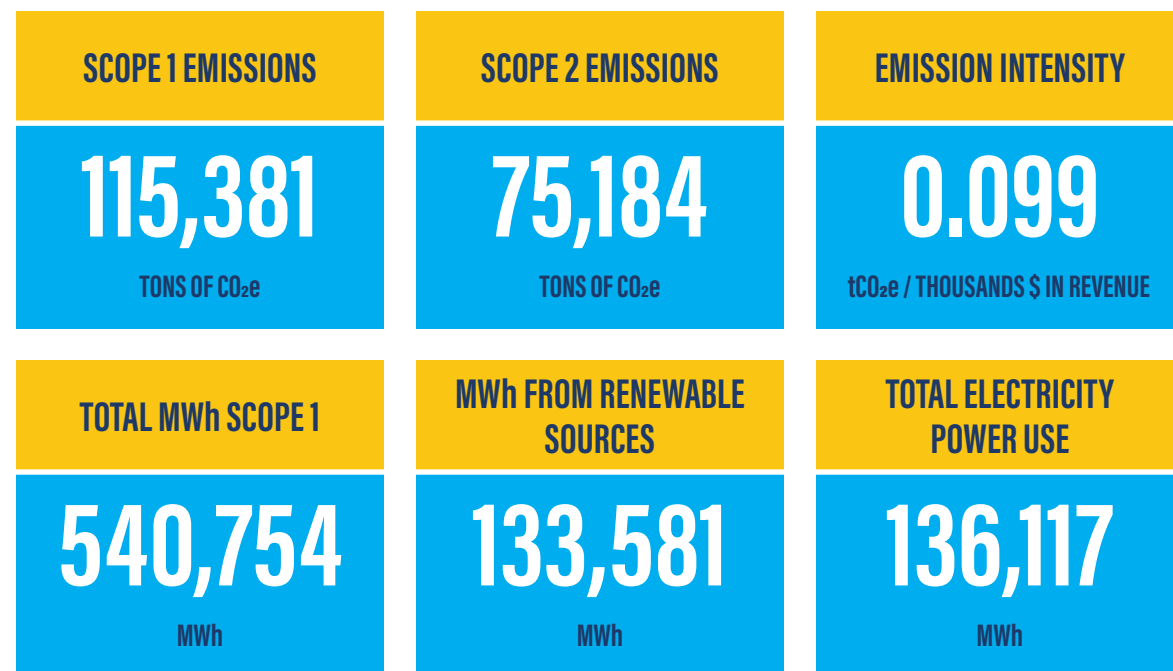 SCOPE 1 EMISSIONS
115,381
TONS OF CO₂e
SCOPE 2 EMISSIONS
75,184
TONS OF CO₂e
EMISSION INTENSITY
0.099
tCO₂e / THOUSANDS $ IN REVENUE
TOTAL MWh SCOPE 1
540,754
MWh
MWh FROM RENEWABLE
SOURCES
133,581
MWh
TOTAL ELECTRICITY
POWER USE
136,117
MWh